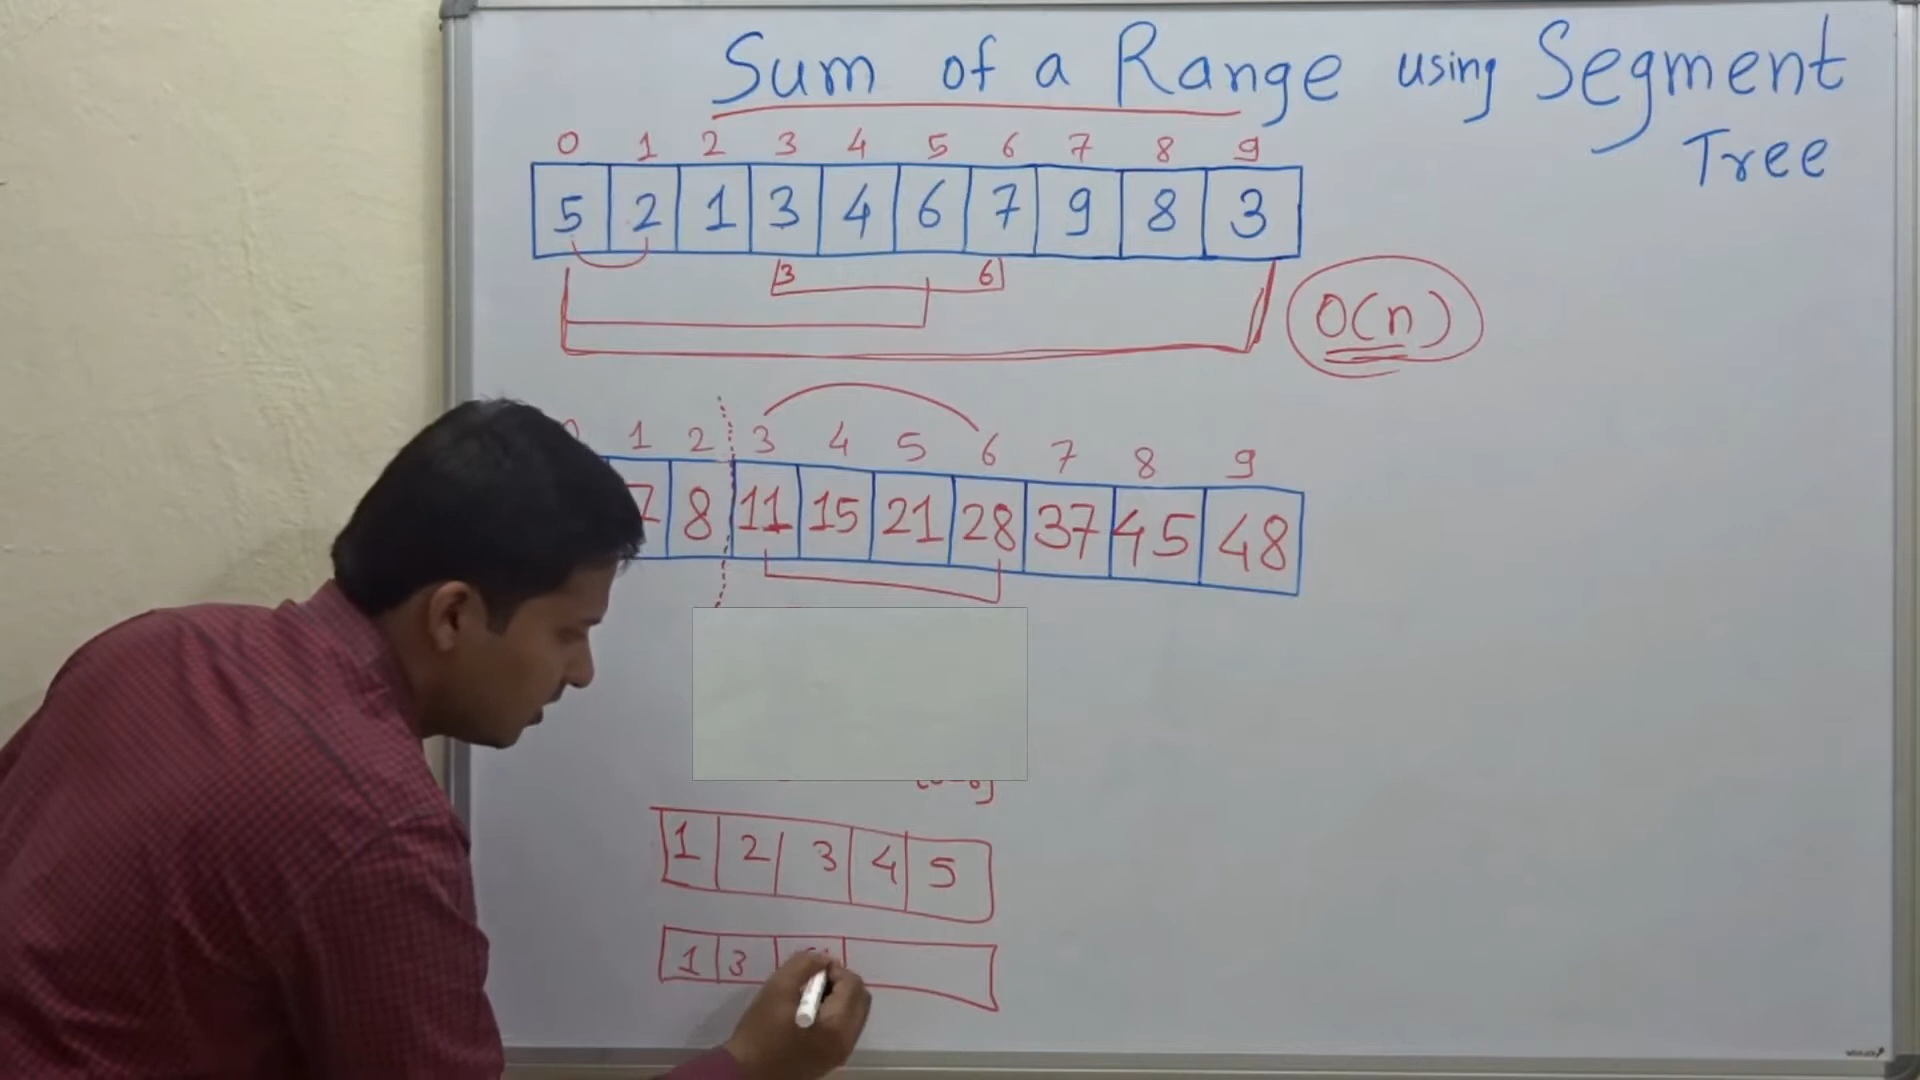 Sum of a Range using Segment
Tree
0 1 2 3 4 5 6 7 8 9
5 2 1 3 4 6 7 9 8 3
3 6
O(n)
1 2 3 4 5 6 7 8 9
7 8 11 15 21 28 37 45 48
1 2 3 4 5
1 3